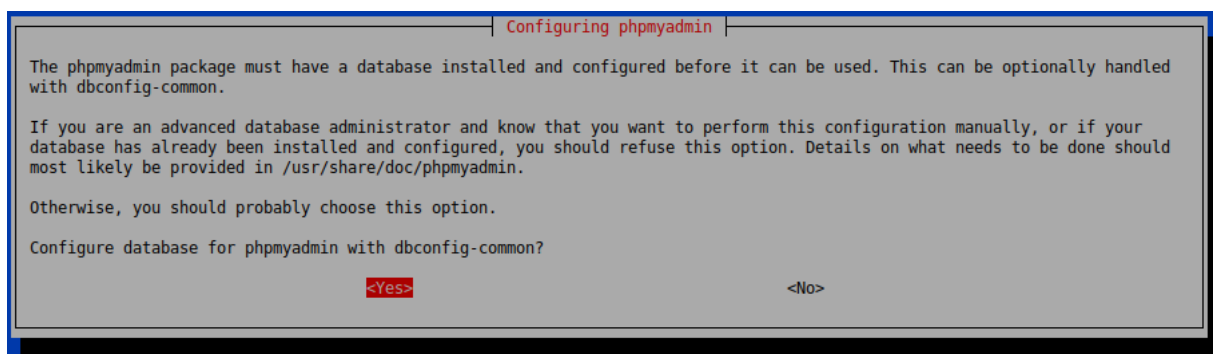 Configuring phpmyadmin
The phpmyadmin package must have a database installed and configured before it can be used. This can be optionally handled
with dbconfig-common.
If you are an advanced database administrator and know that you want to perform this configuration manually, or if your
database has already been installed and configured, you should refuse this option. Details on what needs to be done should
most likely be provided in /usr/share/doc/phpmyadmin.
Otherwise, you should probably choose this option.
Configure database for phpmyadmin with dbconfig-common?
<Yes> <No>